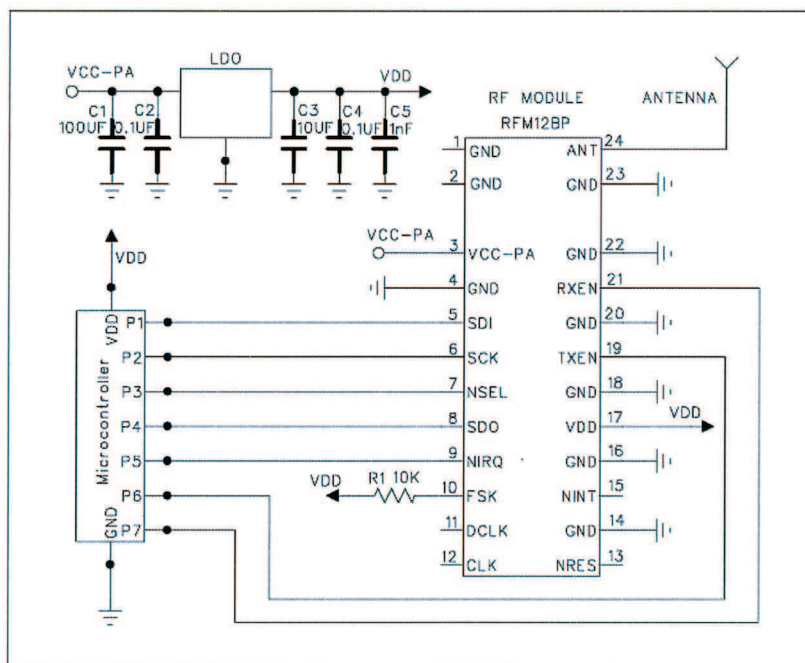 LDO
VCC-PA
VDD
C1
C2
C3
C4
C5
100UF
0.1UF
10UF
0.1UF
1nF
RF MODULE
RFM12BP
ANTENNA
1 GND
2 GND
VCC-PA
3 VCC-PA
4 GND
5 SDI
6 SCK
7 NSEL
8 SDO
9 NIRQ
VDD
R1 10K
10 FSK
11 DCLK
12 CLK
ANT 24
GND 23
GND 22
RXEN 21
GND 20
TXEN 19
GND 18
VDD 17
VDD
GND 16
NINT 15
GND 14
NRES 13
VDD
Microcontroller
VDD
GND
P1
P2
P3
P4
P5
P6
P7